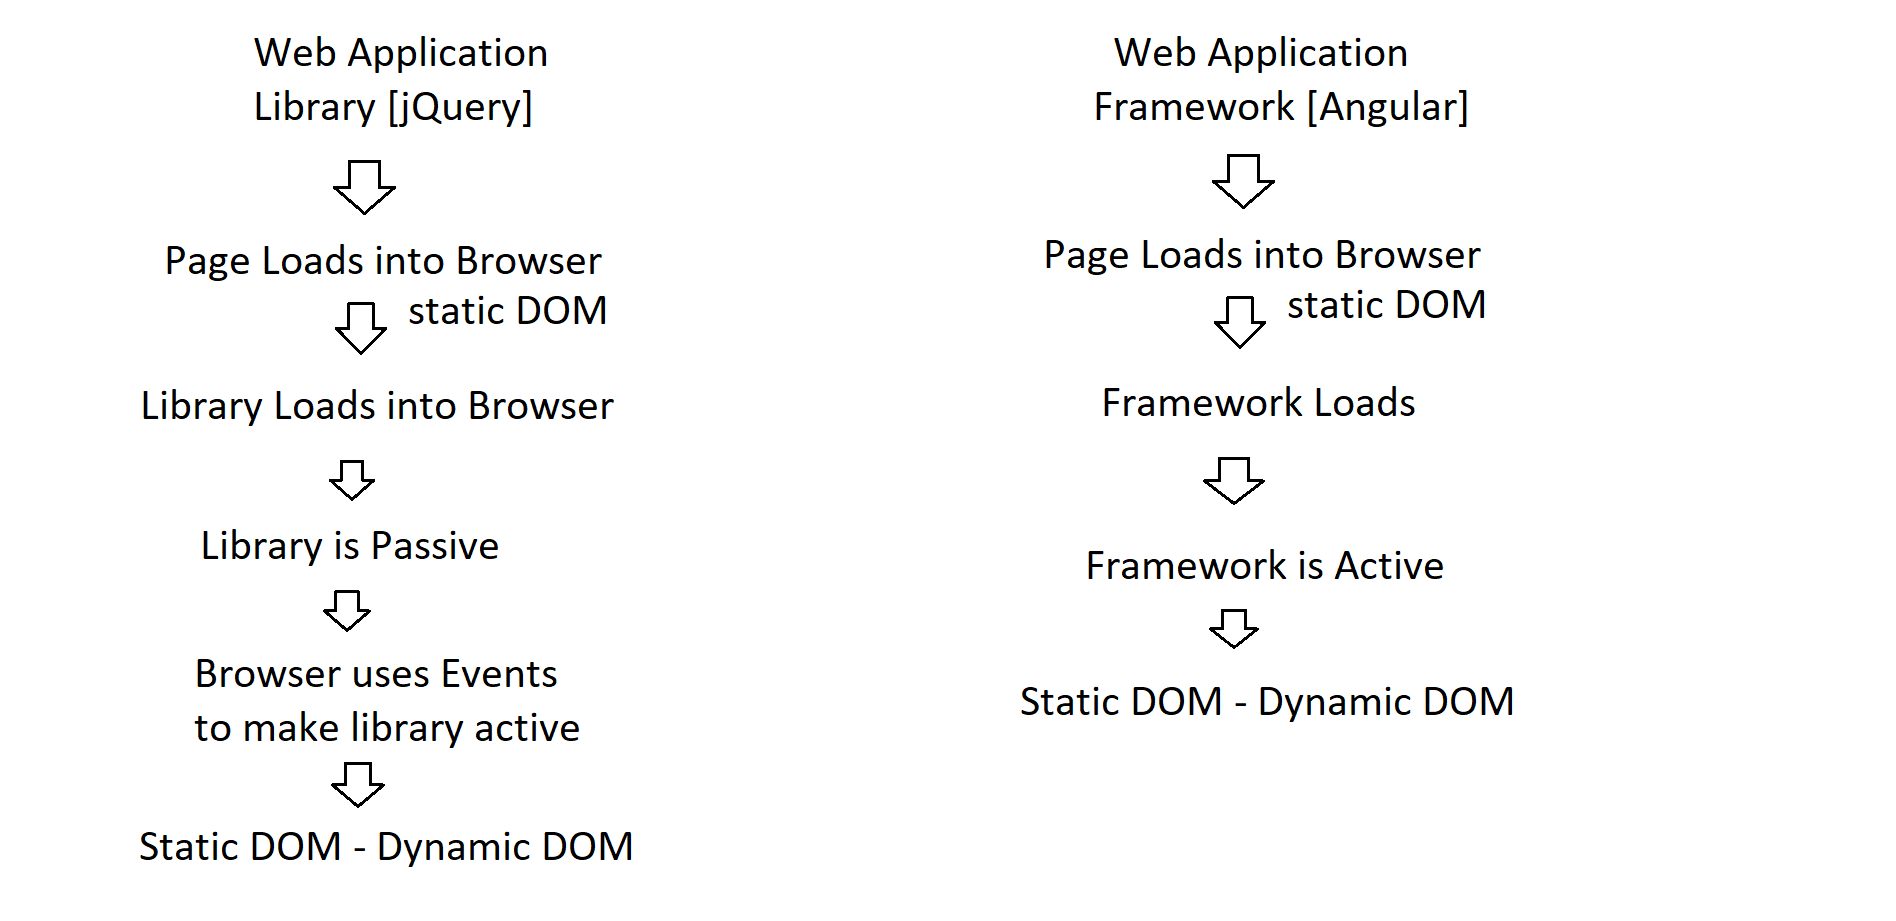 Web Application
Library [jQuery]
Page Loads into Browser
static DOM
Library Loads into Browser
Library is Passive
Browser uses Events
to make library active
Static DOM - Dynamic DOM
Web Application
Framework [Angular]
Page Loads into Browser
static DOM
Framework Loads
Framework is Active
Static DOM - Dynamic DOM